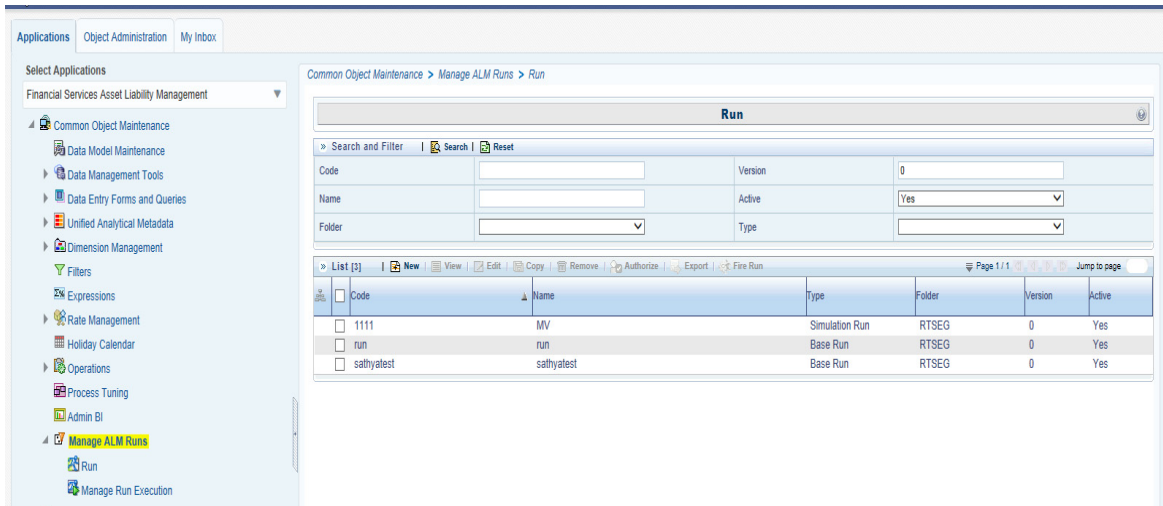 Applications Object Administration My Inbox
Select Applications
Financial Services Asset Liability Management
Common Object Maintenance
Data Model Maintenance
Data Management Tools
Data Entry Forms and Queries
Unified Analytical Metadata
Dimension Management
Filters
Expressions
Rate Management
Holiday Calendar
Operations
Process Tuning
Admin BI
Manage ALM Runs
Run
Manage Run Execution
Common Object Maintenance > Manage ALM Runs > Run
Run
» Search and Filter | Search | Reset
Code Version 0
Name Active Yes
Folder Type
» List [3] | New | View | Edit | Copy | Remove | Authorize | Export | Fire Run Page 1 / 1 Jump to page
Code Name Type Folder Version Active
1111 MV Simulation Run RTSEG 0 Yes
run run Base Run RTSEG 0 Yes
sathyatest sathyatest Base Run RTSEG 0 Yes